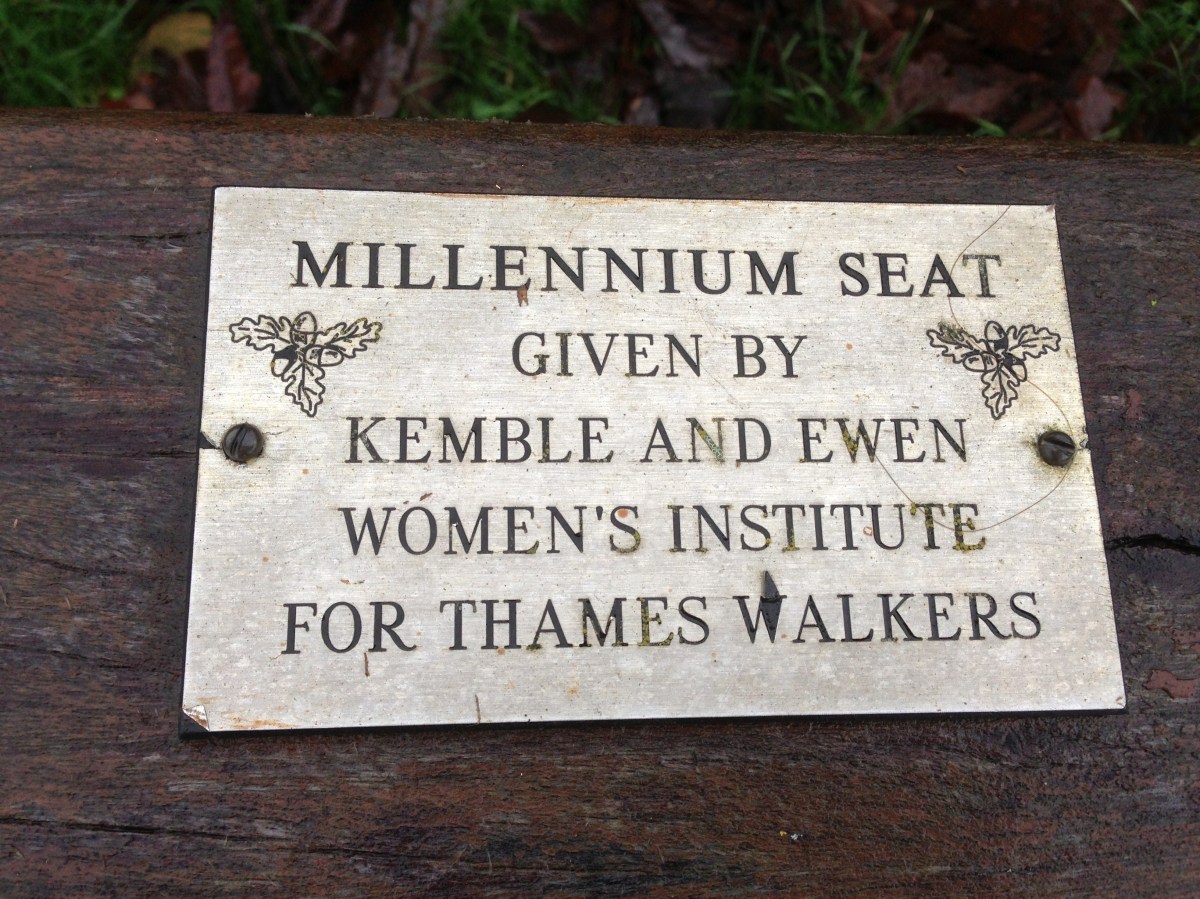 MILLENNIUM SEAT
GIVEN BY
KEMBLE AND EWEN
WOMEN'S INSTITUTE
FOR THAMES WALKERS